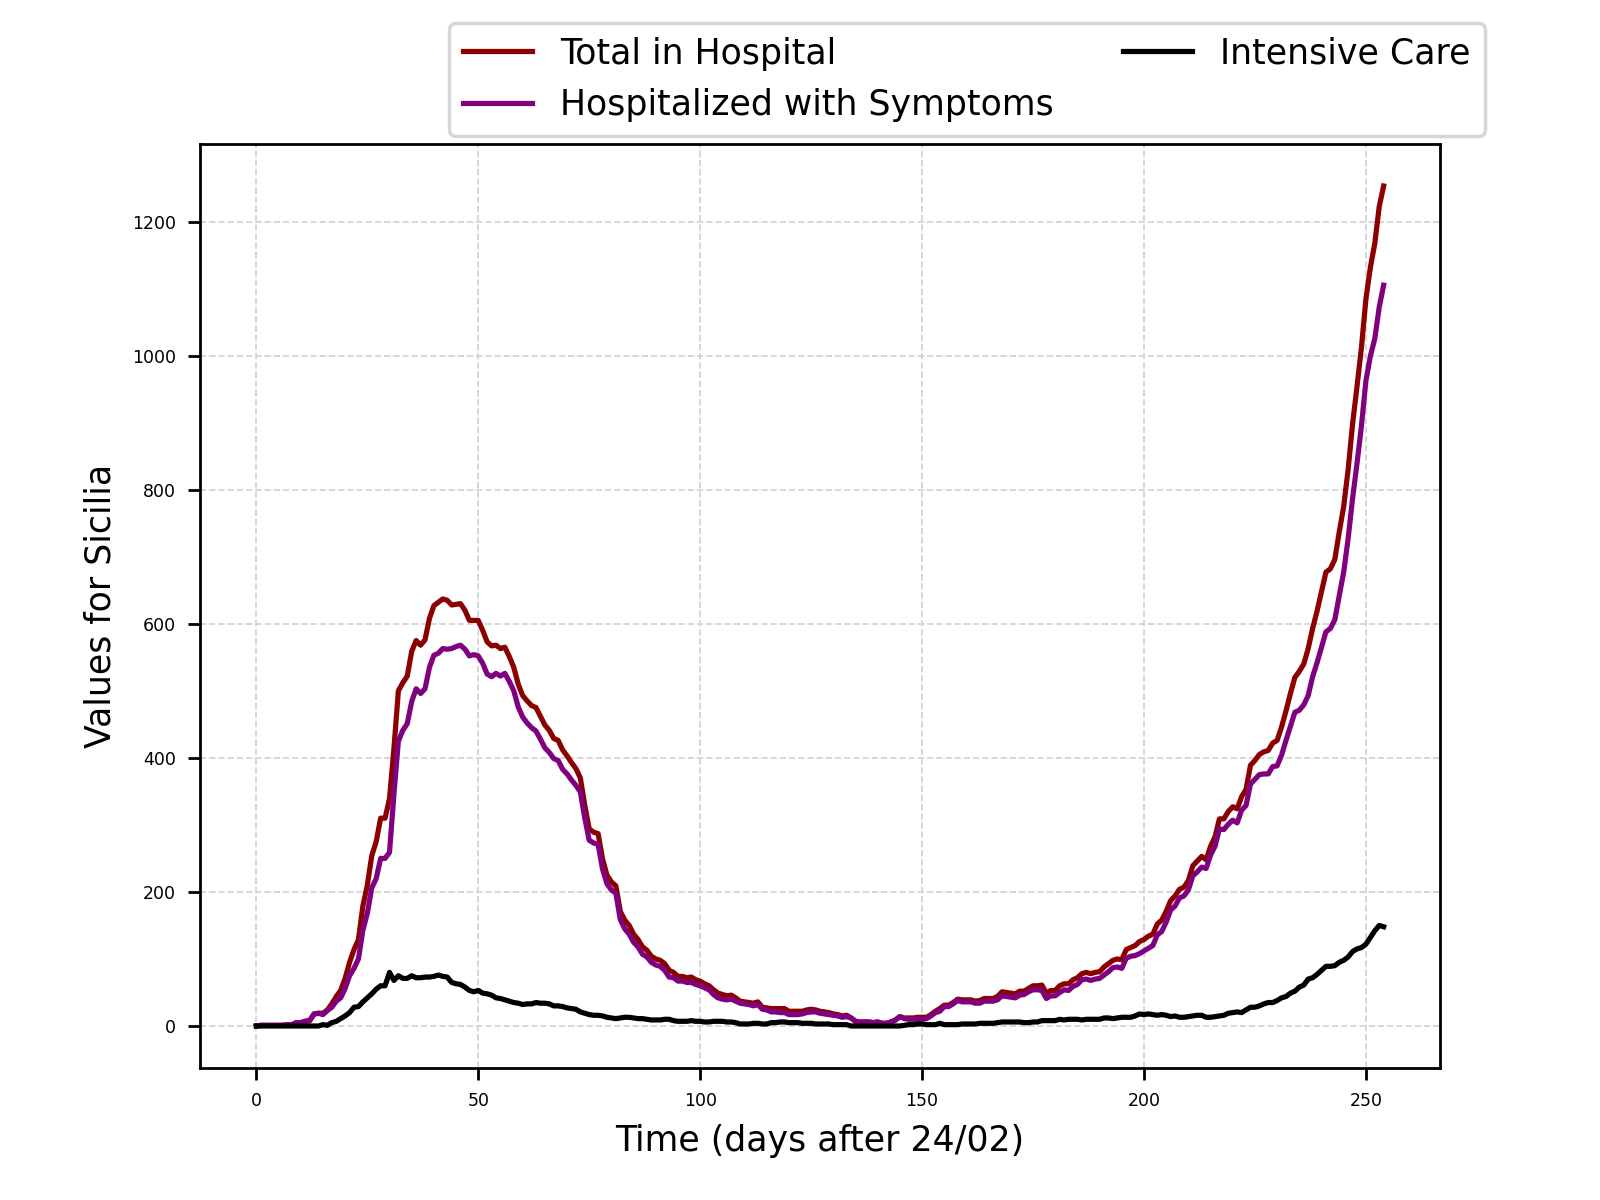 Total in Hospital
Hospitalized with Symptoms
Intensive Care
1200
1000
800
600
400
200
0
Values for Sicilia
0 50 100 150 200 250
Time (days after 24/02)